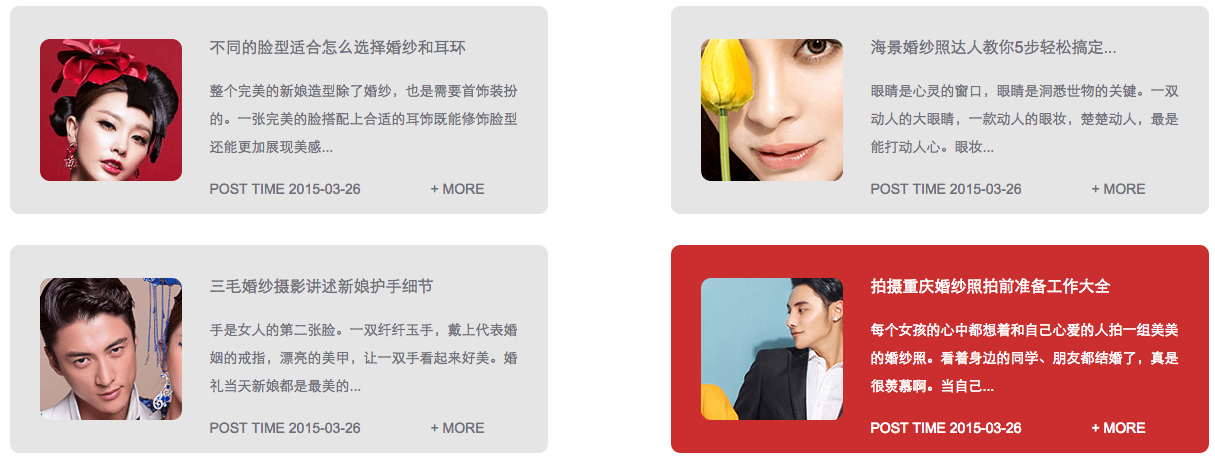 不同的脸型适合怎么选择婚纱和耳环
整个完美的新娘造型除了婚纱，也是需要首饰装扮
的。一张完美的脸搭配上合适的耳饰既能修饰脸型
还能更加展现美感...
POST TIME 2015-03-26 + MORE
海景婚纱照达人教你5步轻松搞定...
眼睛是心灵的窗口，眼睛是洞悉世物的关键。一双
动人的大眼睛，一款动人的眼妆，楚楚动人，最是
能打动人心。眼妆...
POST TIME 2015-03-26 + MORE
三毛婚纱摄影讲述新娘护手细节
手是女人的第二张脸。一双纤纤玉手，戴上代表婚
姻的戒指，漂亮的美甲，让一双手看起来好美。婚
礼当天新娘都是最美的...
POST TIME 2015-03-26 + MORE
拍摄重庆婚纱照拍前准备工作大全
每个女孩的心中都想着和自己心爱的人拍一组美美
的婚纱照。看着身边的同学、朋友都结婚了，真是
很羡慕啊。当自己...
POST TIME 2015-03-26 + MORE